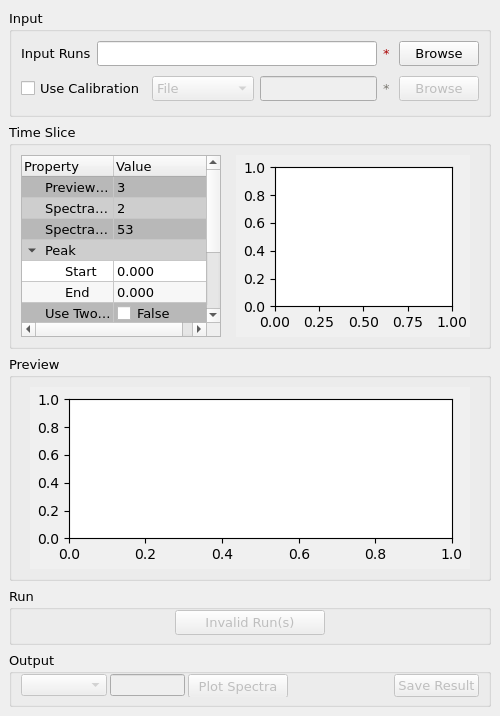 Input
Input Runs * Browse
Use Calibration File * Browse
Time Slice
Property Value
Preview... 3
Spectra... 2
Spectra... 53
Peak
Start 0.000
End 0.000
Use Two... False
1.0
0.8
0.6
0.4
0.2
0.0
0.00 0.25 0.50 0.75 1.00
Preview
1.0
0.8
0.6
0.4
0.2
0.0
0.0 0.2 0.4 0.6 0.8 1.0
Run
Invalid Run(s)
Output
Plot Spectra Save Result